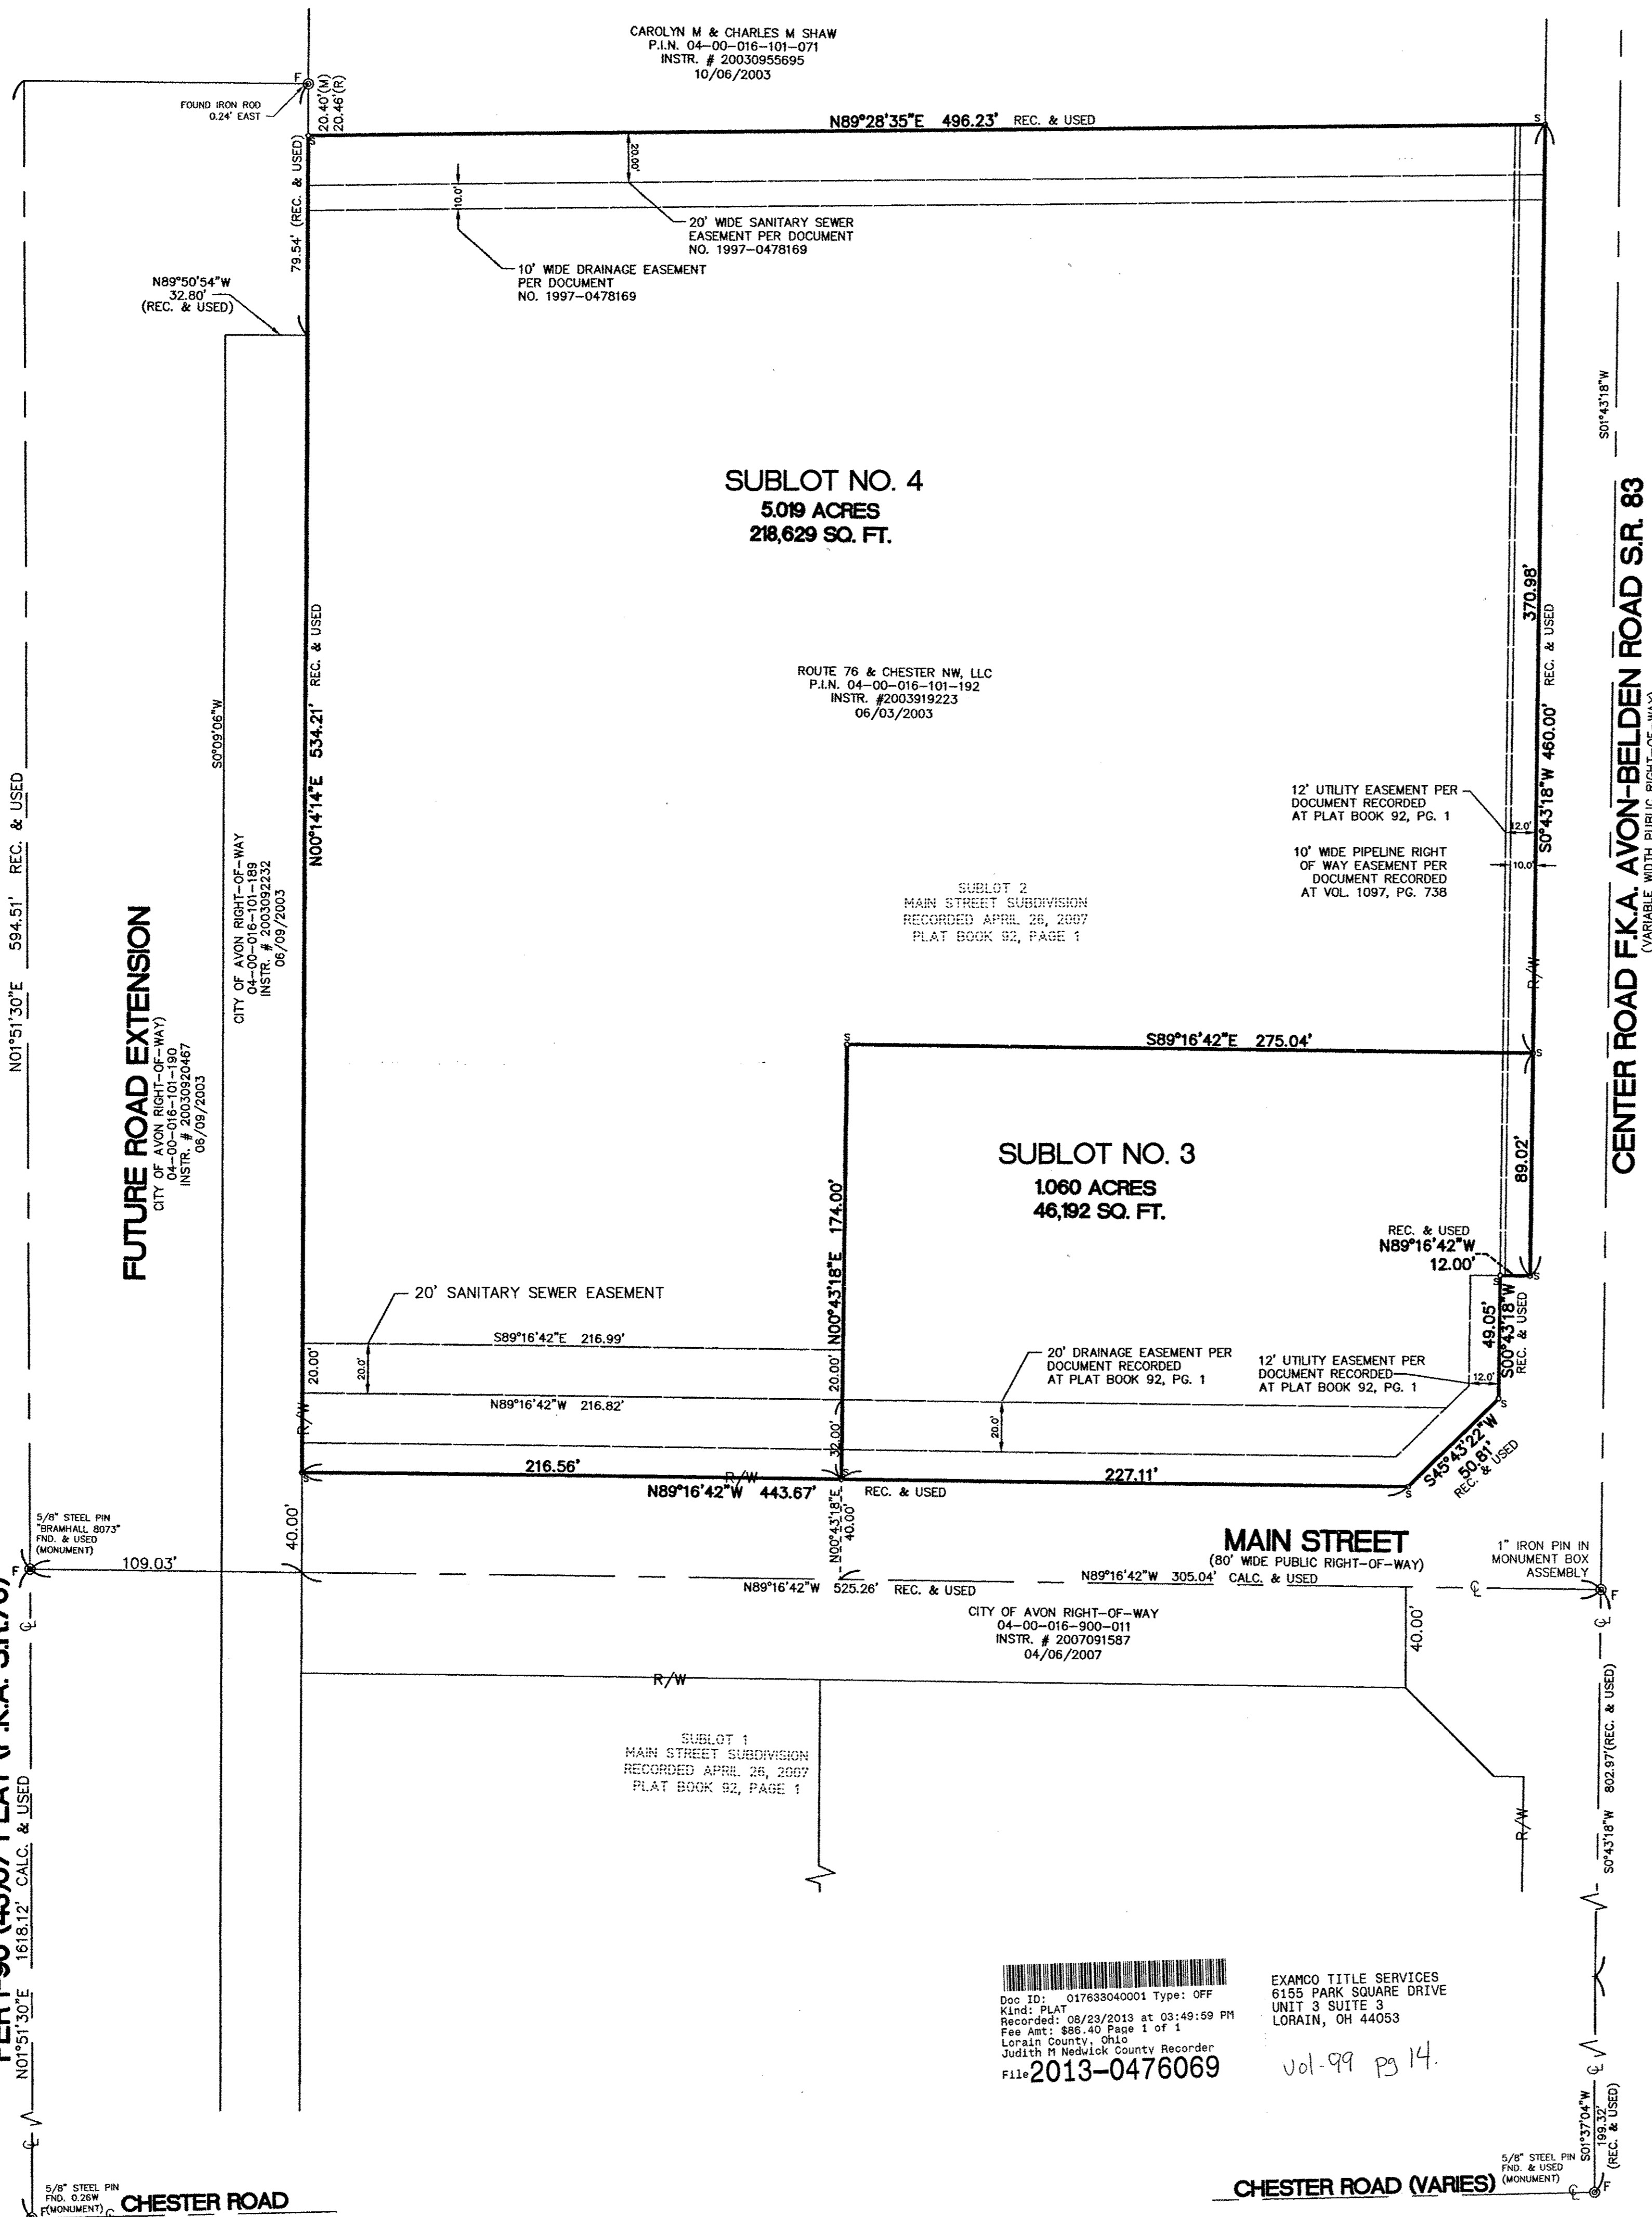 CAROLYN M & CHARLES M SHAW
P.I.N. 04-00-016-101-071
INSTR. # 20030955695
10/06/2003
F
FOUND IRON ROD
0.24' EAST
20.40'(M)
20.46'(R)
S
N89°28'35"E 496.23' REC. & USED
S
79.54' (REC. & USED)
20.00'
10.0'
20' WIDE SANITARY SEWER
EASEMENT PER DOCUMENT
NO. 1997-0478169
10' WIDE DRAINAGE EASEMENT
PER DOCUMENT
NO. 1997-0478169
N89°50'54"W
32.80'
(REC. & USED)
S01°43'18"W
SUBLOT NO. 4
5.019 ACRES
218,629 SQ. FT.
370.98'
S0°43'18"W 460.00' REC. & USED
CENTER ROAD F.K.A. AVON-BELDEN ROAD S.R. 83
(VARIABLE WIDTH PUBLIC RIGHT-OF-WAY)
N00°14'14"E 534.21' REC. & USED
S0°09'06"W
ROUTE 76 & CHESTER NW, LLC
P.I.N. 04-00-016-101-192
INSTR. #2003919223
06/03/2003
N01°51'30"E 594.51' REC. & USED
12' UTILITY EASEMENT PER
DOCUMENT RECORDED
AT PLAT BOOK 92, PG. 1
12.0'
10' WIDE PIPELINE RIGHT
OF WAY EASEMENT PER
DOCUMENT RECORDED
AT VOL. 1097, PG. 738
10.0'
CITY OF AVON RIGHT-OF-WAY
04-00-016-101-189
INSTR. # 20030922232
06/09/2003
SUBLOT 2
MAIN STREET SUBDIVISION
RECORDED APRIL 26, 2007
PLAT BOOK 92, PAGE 1
R/W
FUTURE ROAD EXTENSION
CITY OF AVON RIGHT-OF-WAY)
04-00-016-101-190
INSTR. # 20030920467
06/09/2003
S
S89°16'42"E 275.04'
S
SUBLOT NO. 3
1.060 ACRES
46,192 SQ. FT.
89.02'
N00°43'18"E 174.00'
REC. & USED
N89°16'42"W
12.00'
S
S
20' SANITARY SEWER EASEMENT
S89°16'42"E 216.99'
20.00'
20.0'
20.00'
N89°16'42"W 216.82'
20' DRAINAGE EASEMENT PER
DOCUMENT RECORDED
AT PLAT BOOK 92, PG. 1
20.0'
12' UTILITY EASEMENT PER
DOCUMENT RECORDED
AT PLAT BOOK 92, PG. 1
12.0'
49.05'
S00°43'18"W
REC. & USED
S
S45°43'22"W
50.81'
REC. & USED
R/W
32.00'
S
216.56'
R/W
S
227.11'
S
N89°16'42"W 443.67' REC. & USED
N00°43'18"E
40.00'
40.00'
5/8" STEEL PIN
"BRAMHALL 8073"
FND. & USED
(MONUMENT)
F
109.03'
MAIN STREET
(80' WIDE PUBLIC RIGHT-OF-WAY)
1" IRON PIN IN
MONUMENT BOX
ASSEMBLY
F
N89°16'42"W 525.26' REC. & USED
N89°16'42"W 305.04' CALC. & USED
CITY OF AVON RIGHT-OF-WAY
04-00-016-900-011
INSTR. # 2007091587
04/06/2007
40.00'
R/W
SUBLOT 1
MAIN STREET SUBDIVISION
RECORDED APRIL 26, 2007
PLAT BOOK 92, PAGE 1
R/W
S0°43'18"W 802.97'(REC. & USED)
N01°51'30"E 1618.12' CALC. & USED
Doc ID: 017633040001 Type: OFF
Kind: PLAT
Recorded: 08/23/2013 at 03:49:59 PM
Fee Amt: $86.40 Page 1 of 1
Lorain County, Ohio
Judith M Nedwick County Recorder
File 2013-0476069
EXAMCO TITLE SERVICES
6155 PARK SQUARE DRIVE
UNIT 3 SUITE 3
LORAIN, OH 44053
Vol-99 pg 14.
S01°37'04"W
199.32'
(REC. & USED)
5/8" STEEL PIN
FND. 0.26W
(MONUMENT)
F
CHESTER ROAD
CHESTER ROAD (VARIES)
5/8" STEEL PIN
FND. & USED
(MONUMENT)
F